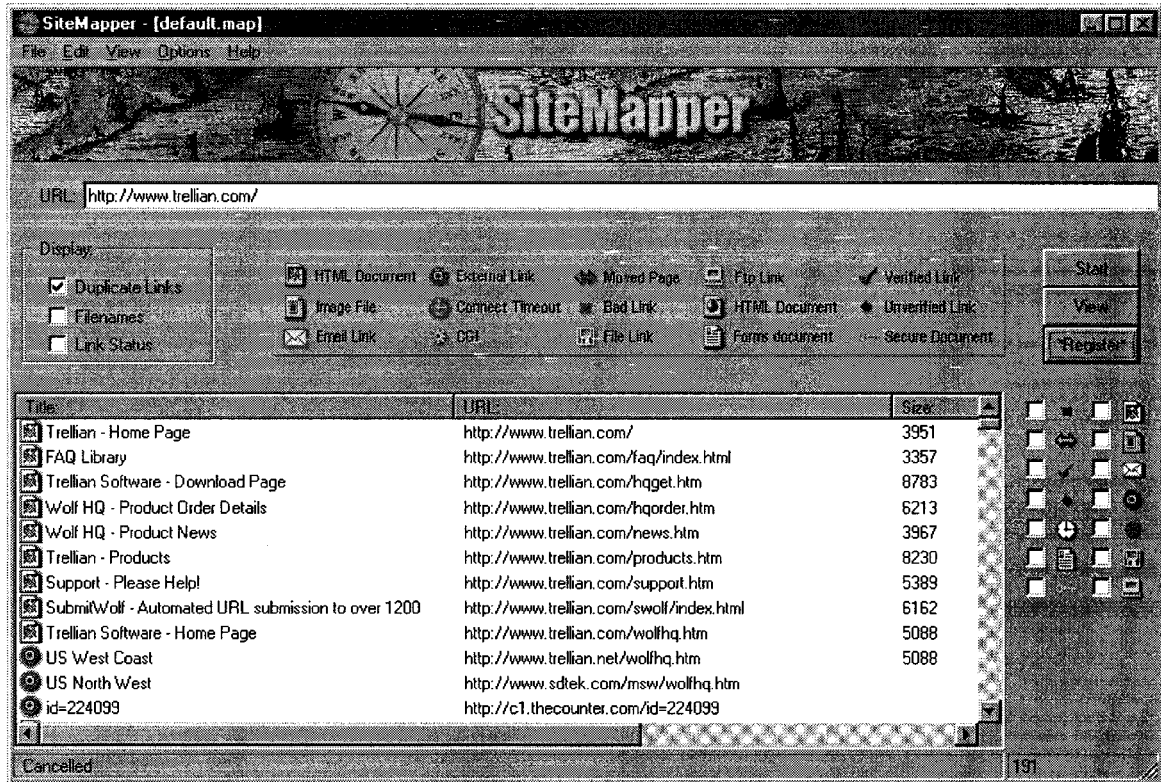 SiteMapper - [default.map]
File Edit View Options Help
SiteMapper
URL: http://www.trellian.com/
Display:
Duplicate Links
Filenames
Link Status
HTML Document External Link Moved Page Ftp Link Verified Link
Image File Connect Timeout Bad Link HTML Document Unverified Link
Email Link CGI File Link Forms document Secure Document
Start
View
*Register*
Title: URL: Size:
Trellian - Home Page http://www.trellian.com/ 3951
FAQ Library http://www.trellian.com/faq/index.html 3357
Trellian Software - Download Page http://www.trellian.com/hqget.htm 8783
Wolf HQ - Product Order Details http://www.trellian.com/hqorder.htm 6213
Wolf HQ - Product News http://www.trellian.com/news.htm 3967
Trellian - Products http://www.trellian.com/products.htm 8230
Support - Please Help! http://www.trellian.com/support.htm 5389
SubmitWolf - Automated URL submission to over 1200 http://www.trellian.com/swolf/index.html 6162
Trellian Software - Home Page http://www.trellian.com/wolfhq.htm 5088
US West Coast http://www.trellian.net/wolfhq.htm 5088
US North West http://www.sdtek.com/msw/wolfhq.htm
id=224099 http://c1.thecounter.com/id=224099
Cancelled 191